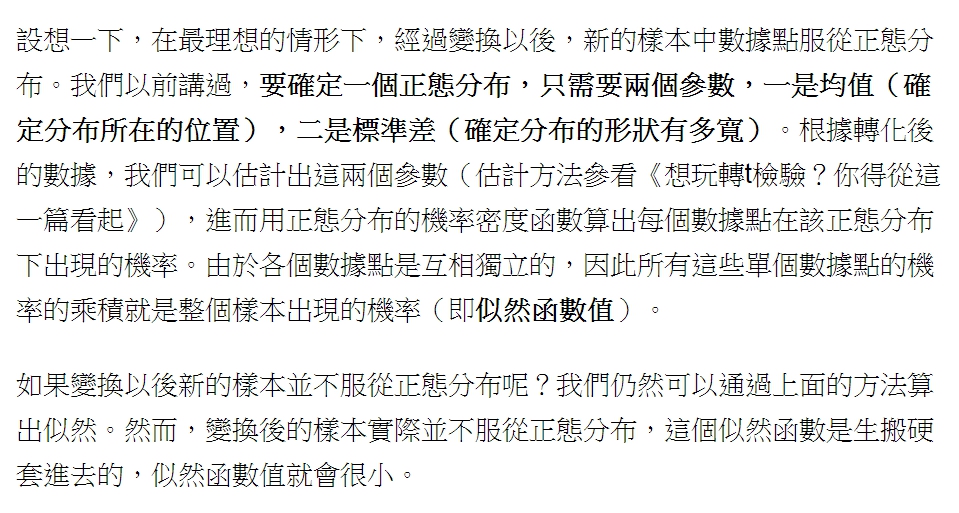 設想一下，在最理想的情形下，經過變換以後，新的樣本中數據點服從正態分
布。我們以前講過，要確定一個正態分布，只需要兩個參數，一是均值（確
定分布所在的位置），二是標準差（確定分布的形狀有多寬）。根據轉化後
的數據，我們可以估計出這兩個參數（估計方法參看《想玩轉t檢驗？你得從這
一篇看起》），進而用正態分布的機率密度函數算出每個數據點在該正態分布
下出現的機率。由於各個數據點是互相獨立的，因此所有這些單個數據點的機
率的乘積就是整個樣本出現的機率（即似然函數值）。
如果變換以後新的樣本並不服從正態分布呢？我們仍然可以通過上面的方法算
出似然。然而，變換後的樣本實際並不服從正態分布，這個似然函數是生搬硬
套進去的，似然函數值就會很小。